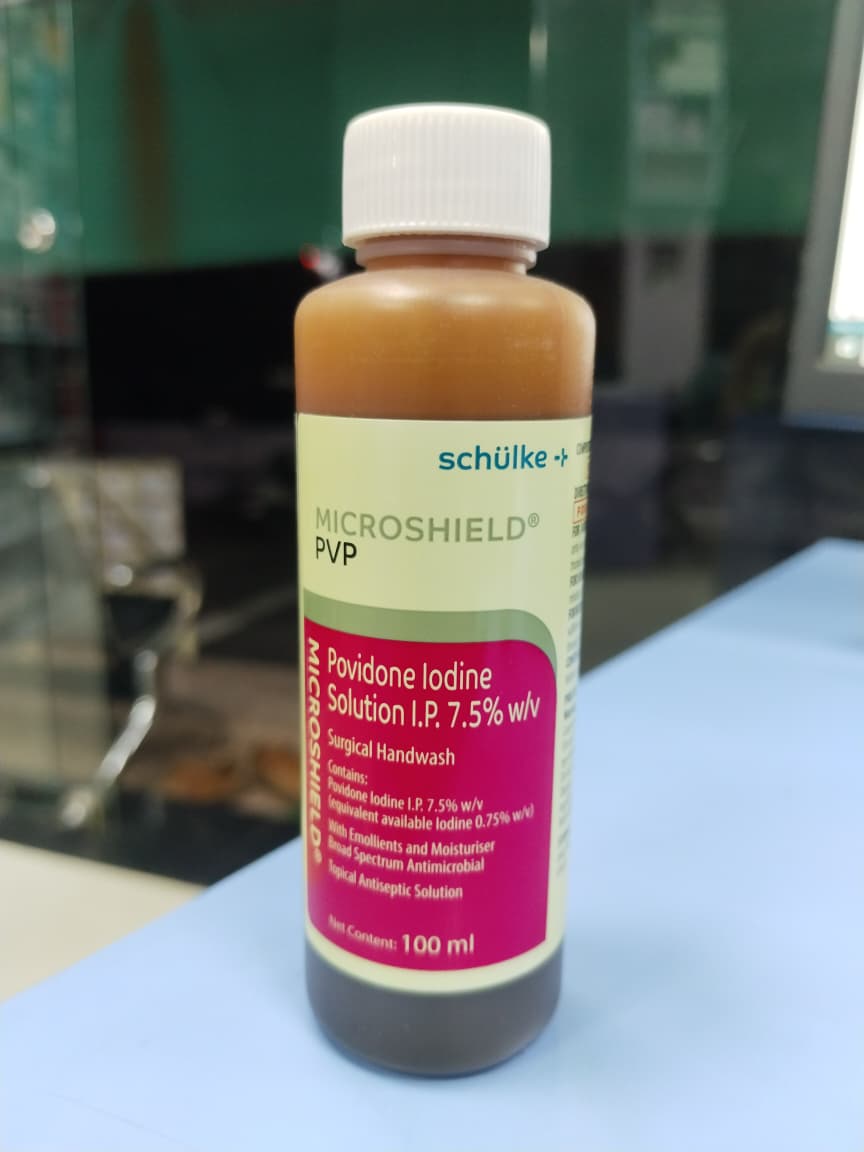 schülke
MICROSHIELD®
PVP
MICROSHIELD®
Povidone Iodine
Solution I.P. 7.5% w/v
Surgical Handwash
Contains:
Povidone Iodine I.P. 7.5% w/v
(equivalent available Iodine 0.75% w/v)
With Emollients and Moisturiser
Broad Spectrum Antimicrobial
Topical Antiseptic Solution
Net Content: 100 ml